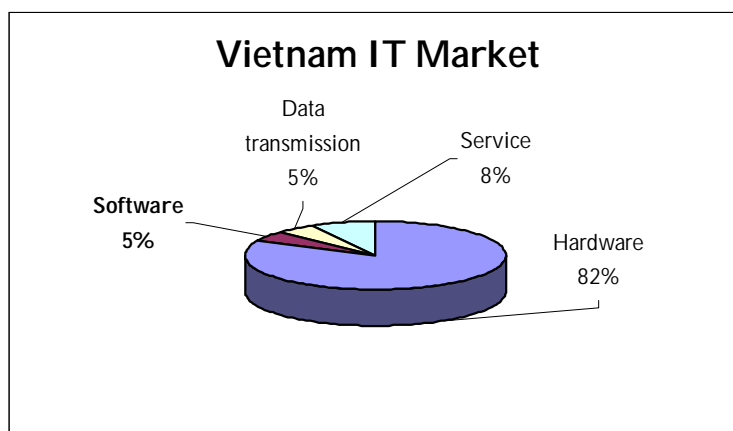 Vietnam IT Market
Data
transmission
5%
Service
8%
Software
5%
Hardware
82%